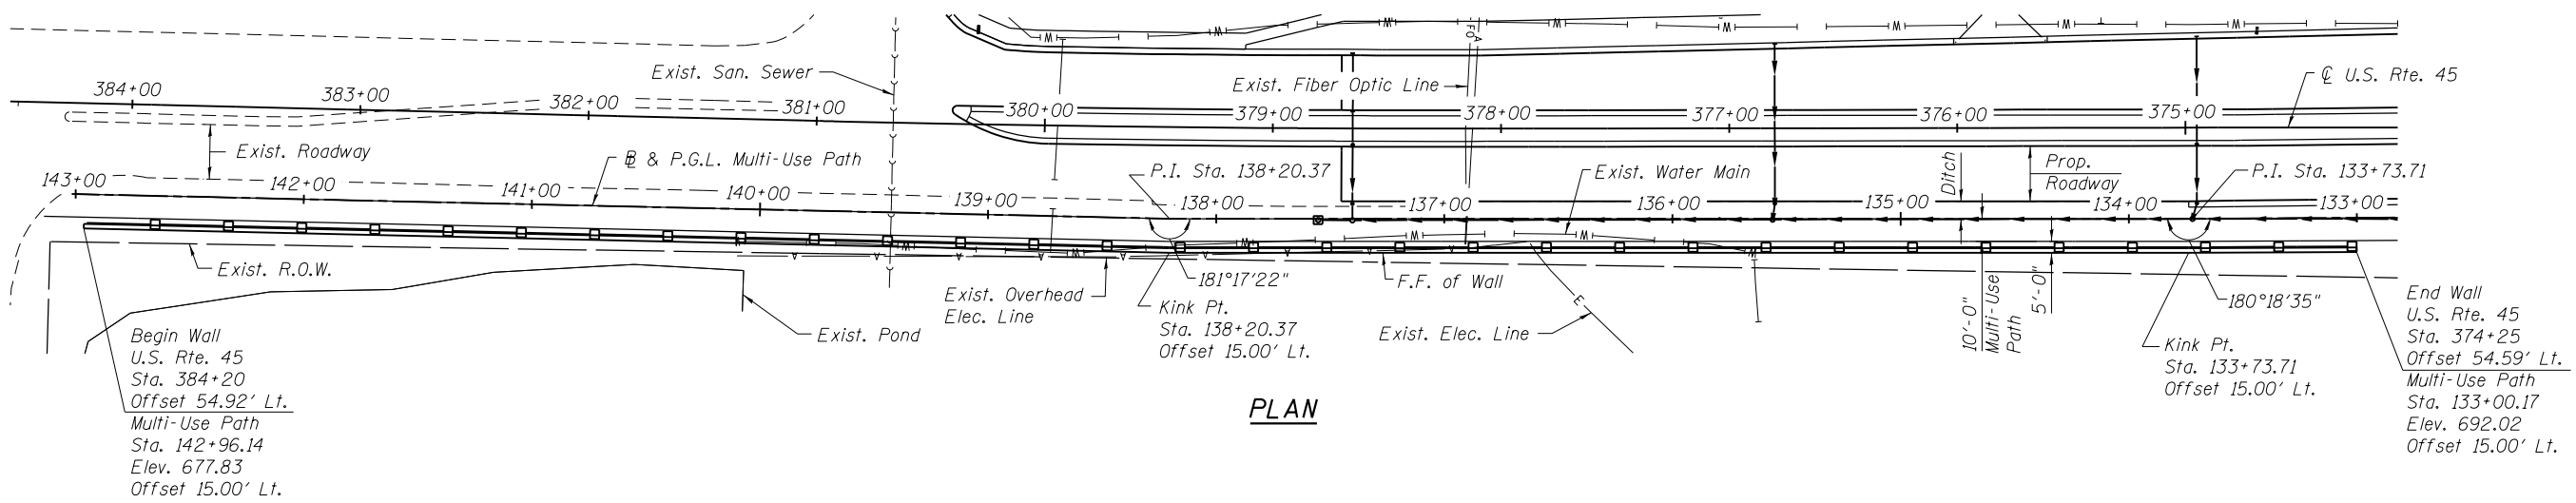 Exist. San. Sewer
Exist. Fiber Optic Line
℄ U.S. Rte. 45
384+00
383+00
382+00
381+00
380+00
379+00
378+00
377+00
376+00
375+00
Exist. Roadway
℄ & P.G.L. Multi-Use Path
P.I. Sta. 138+20.37
Exist. Water Main
Ditch
Prop.
Roadway
P.I. Sta. 133+73.71
143+00
142+00
141+00
140+00
139+00
138+00
137+00
136+00
135+00
134+00
133+00
Exist. R.O.W.
Exist. Pond
Exist. Overhead
Elec. Line
181°17'22"
Kink Pt.
Sta. 138+20.37
Offset 15.00' Lt.
F.F. of Wall
E
Exist. Elec. Line
10'-0"
Multi-Use
Path
5'-0"
180°18'35"
Kink Pt.
Sta. 133+73.71
Offset 15.00' Lt.
Begin Wall
U.S. Rte. 45
Sta. 384+20
Offset 54.92' Lt.
Multi-Use Path
Sta. 142+96.14
Elev. 677.83
Offset 15.00' Lt.
End Wall
U.S. Rte. 45
Sta. 374+25
Offset 54.59' Lt.
Multi-Use Path
Sta. 133+00.17
Elev. 692.02
Offset 15.00' Lt.
PLAN